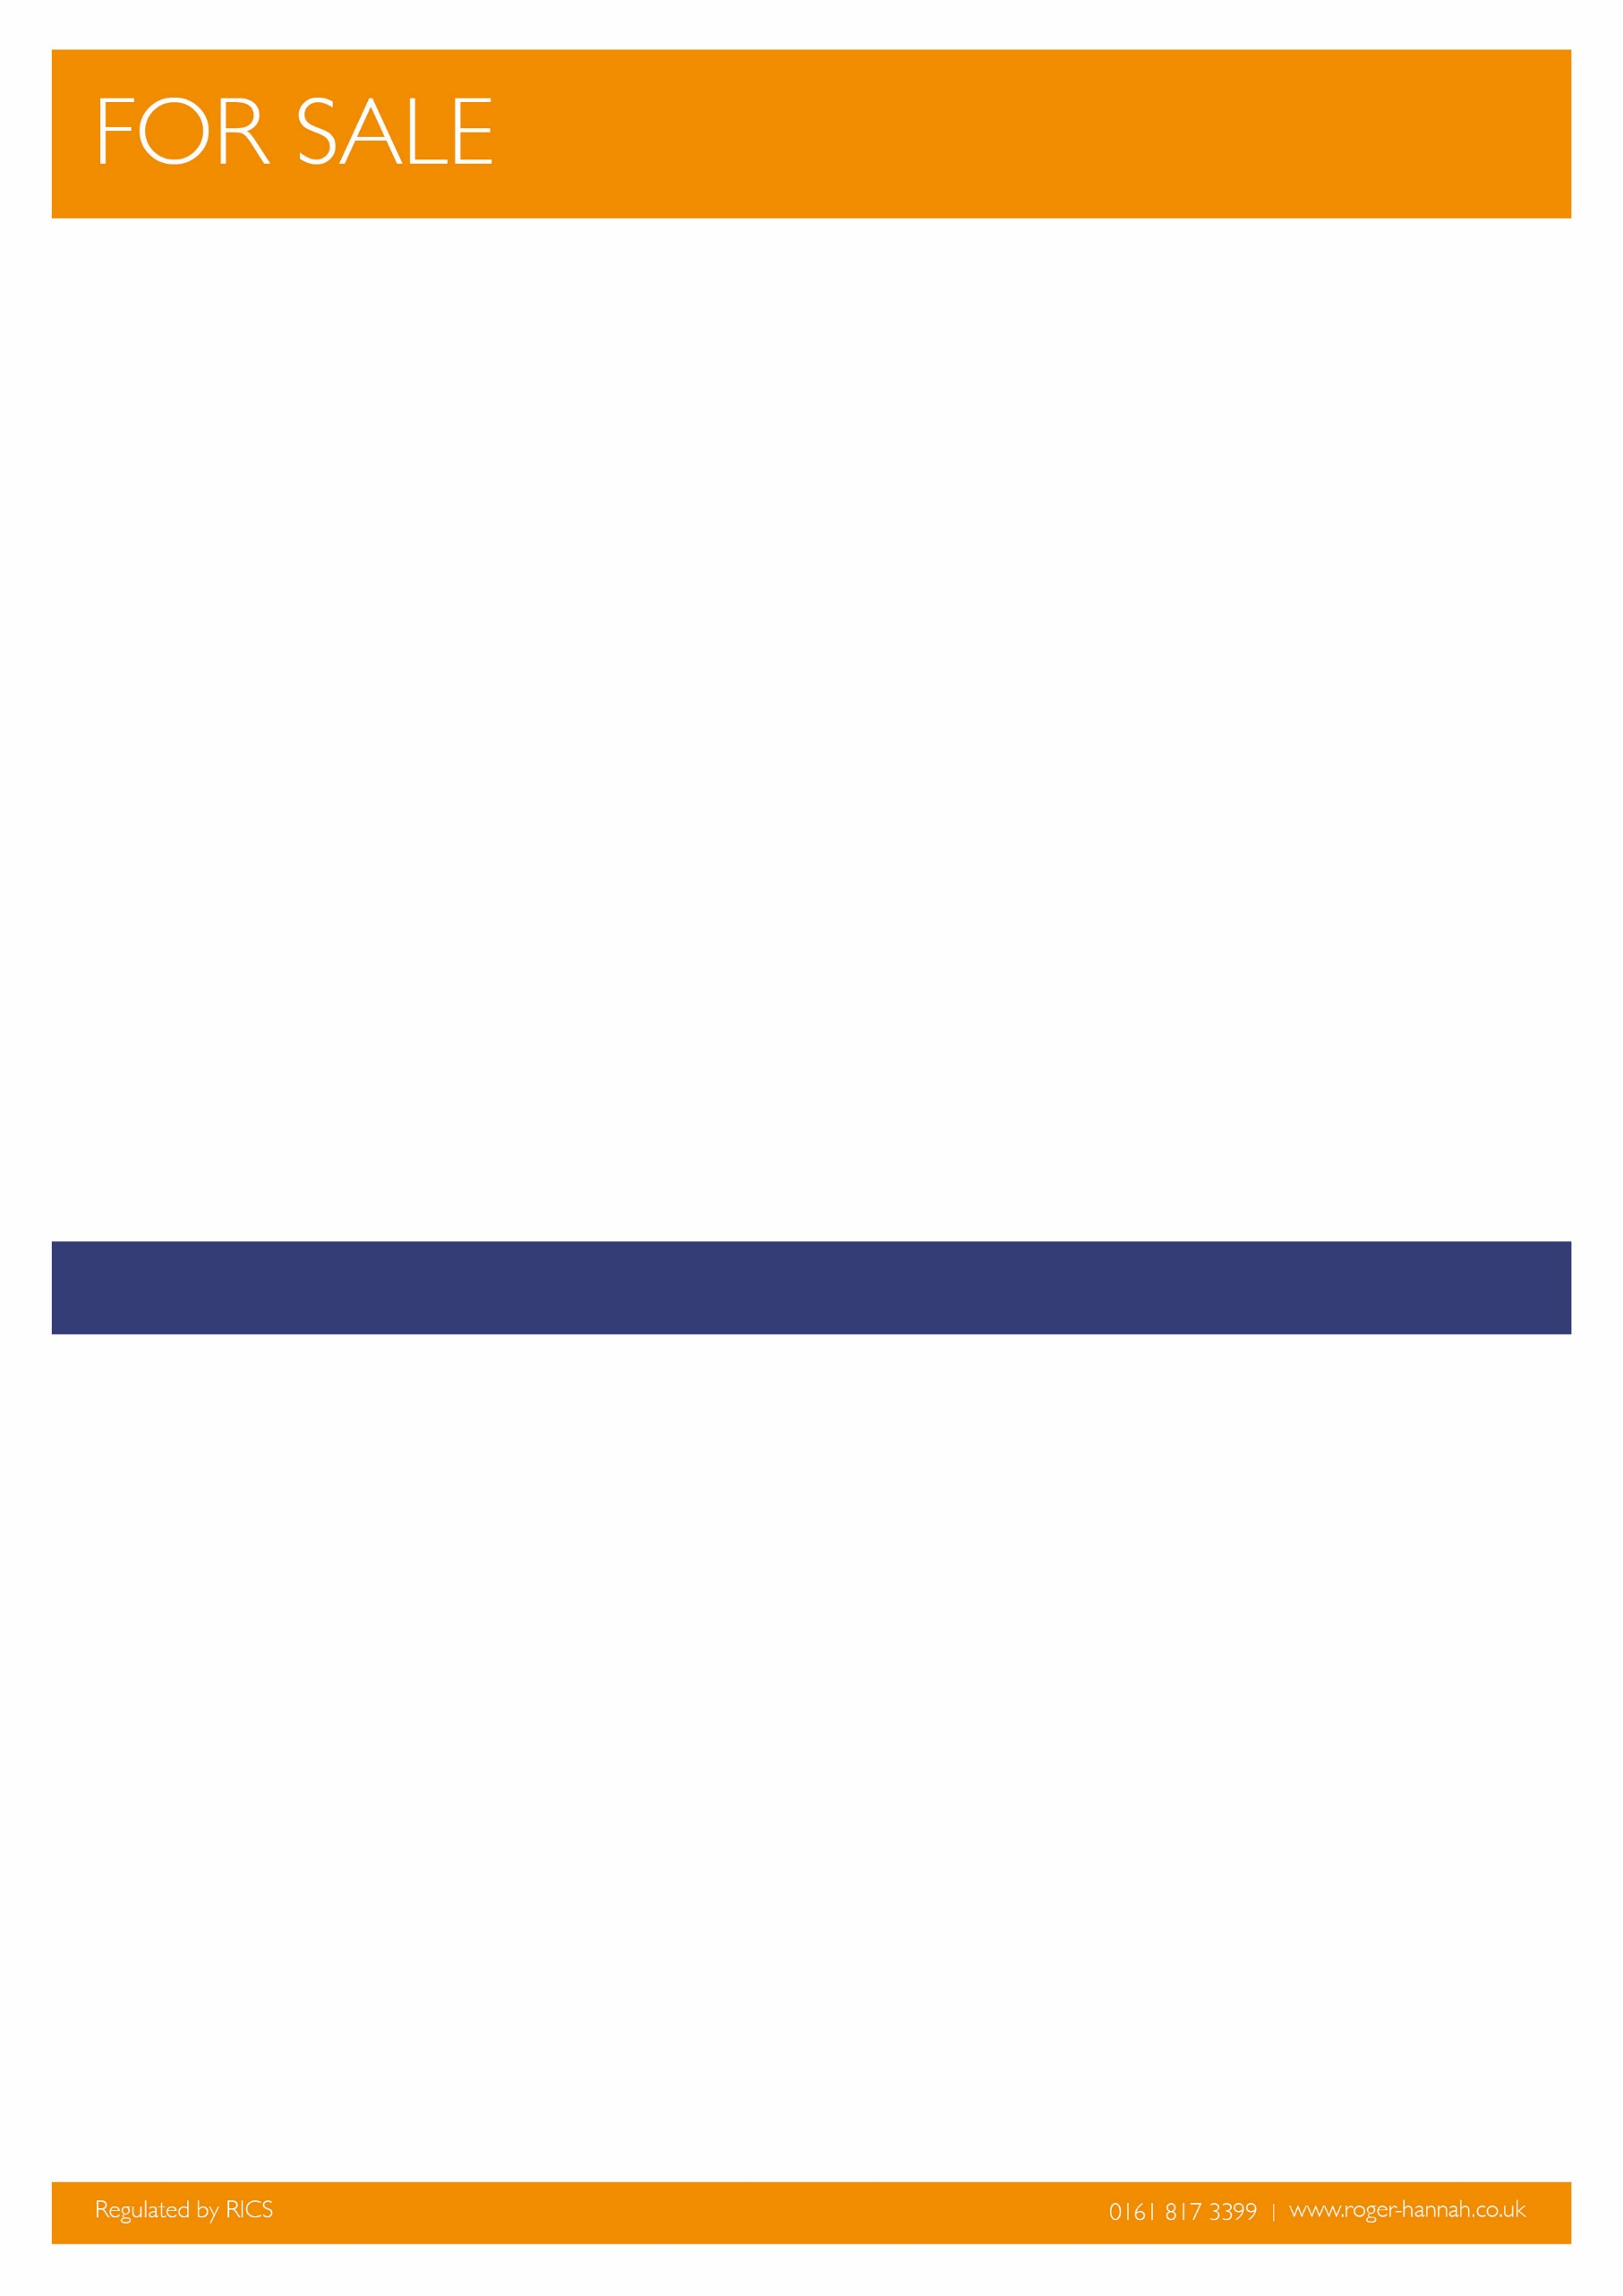 FOR SALE
Regulated by RICS
0161 817 3399 | www.roger-hannah.co.uk